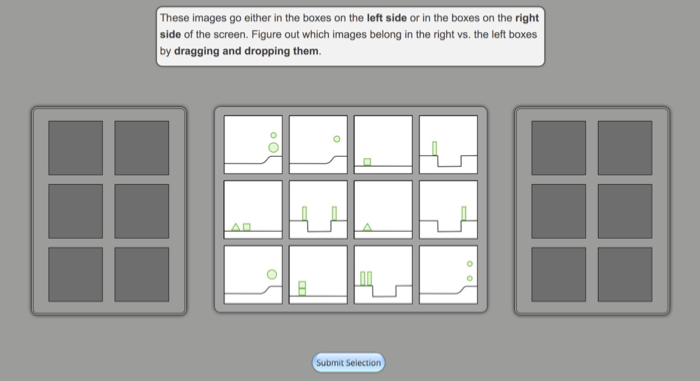 These images go either in the boxes on the left side or in the boxes on the right
side of the screen. Figure out which images belong in the right vs. the left boxes
by dragging and dropping them.
Submit Selection